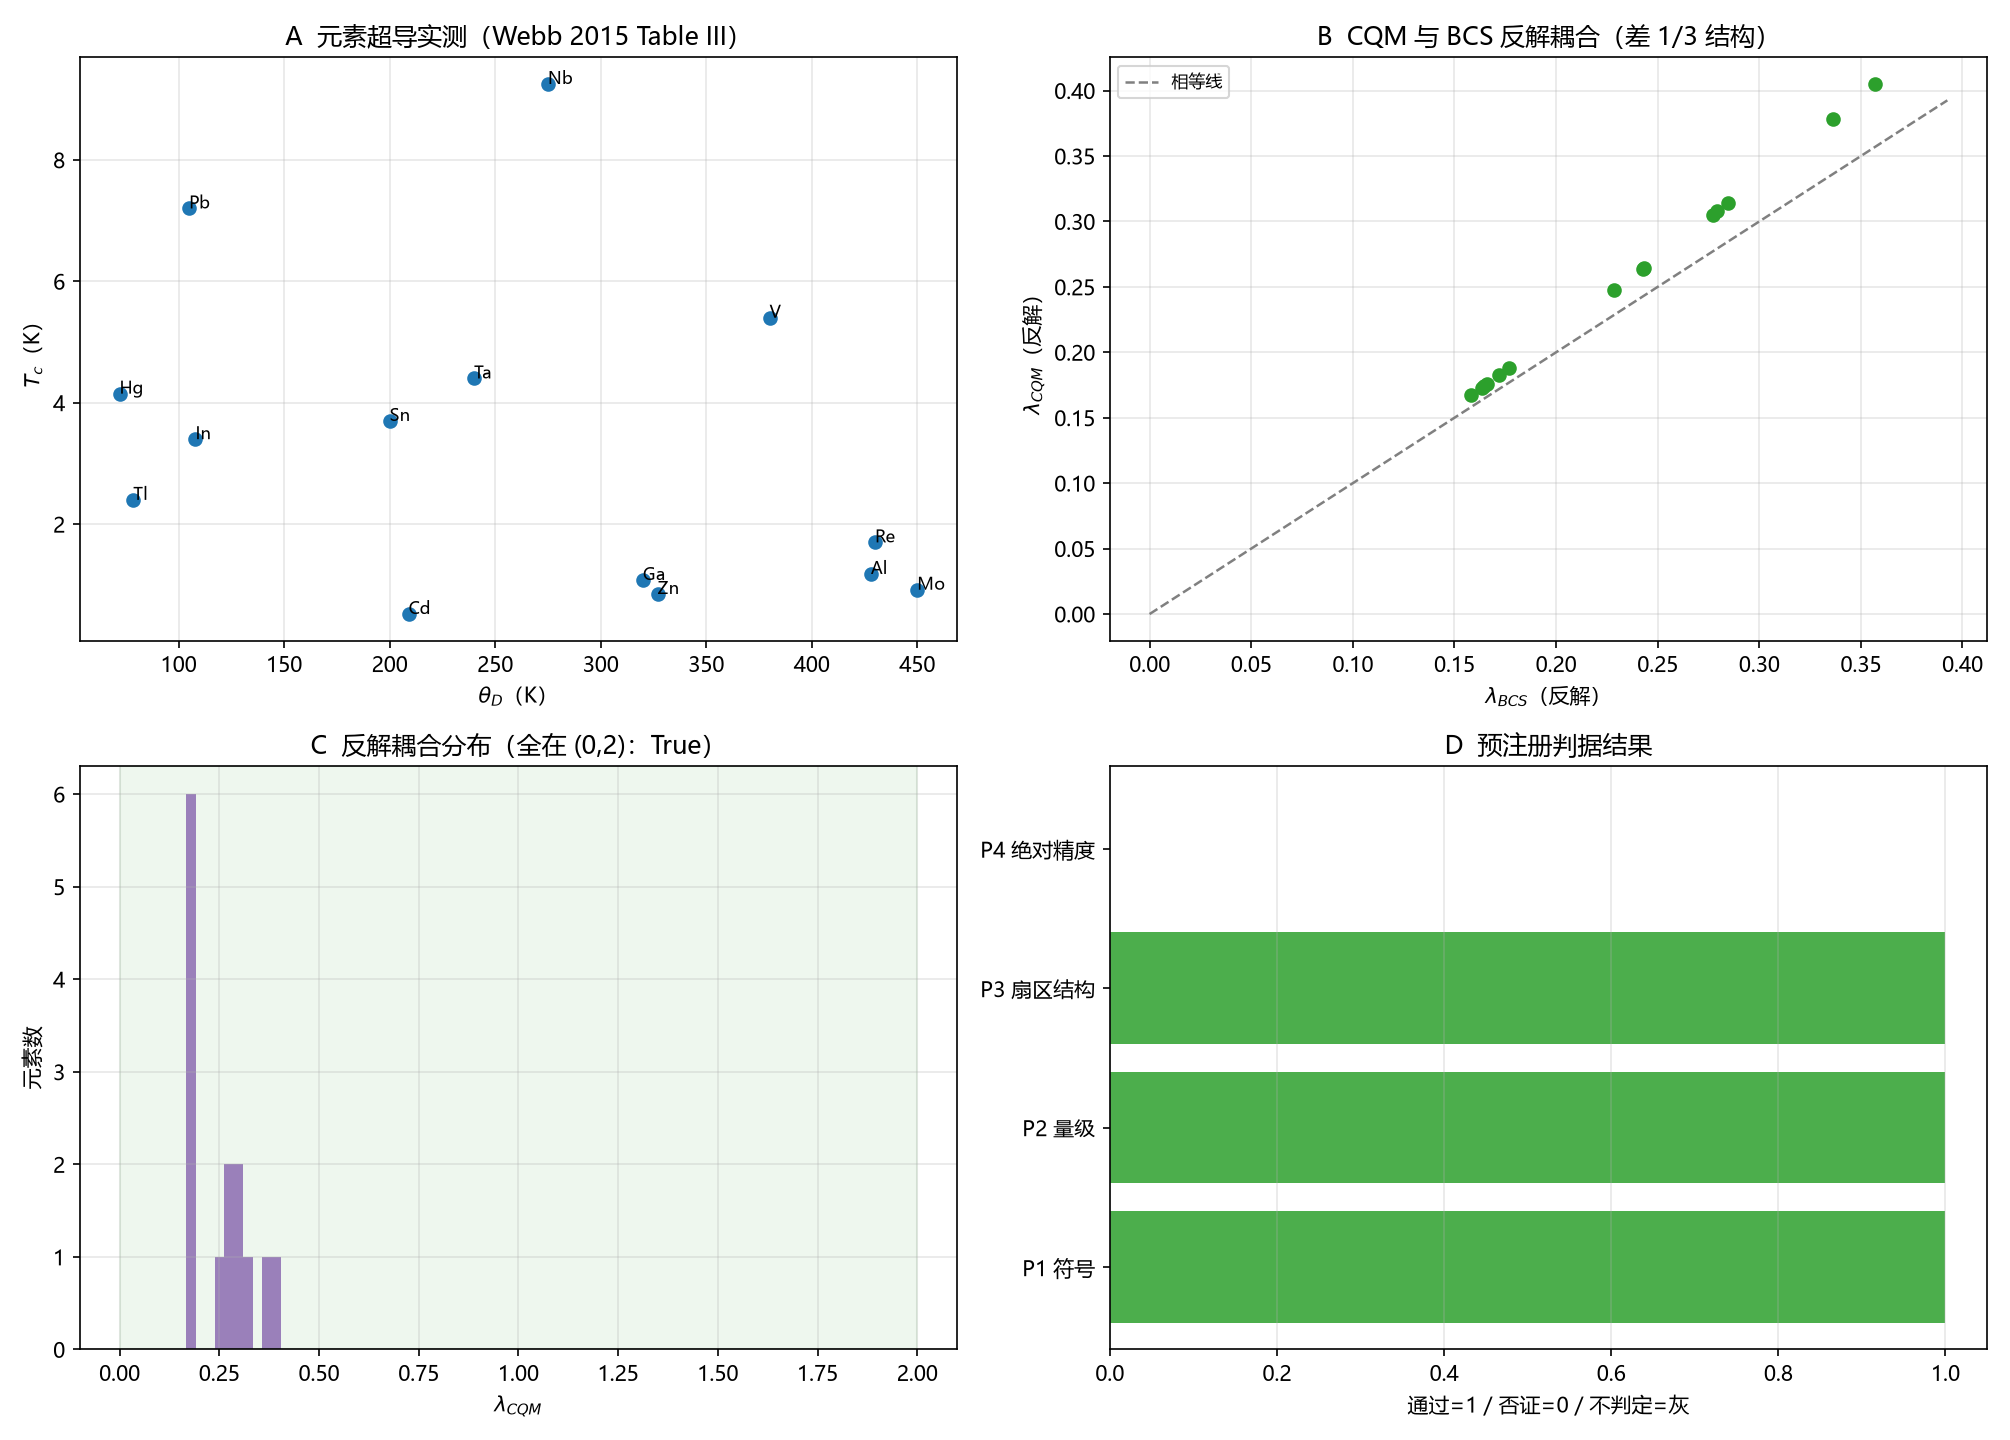 A 元素超导实测（Webb 2015 Table III）
8
6
4
2
T_c（K）
Nb
Pb
V
Hg
Ta
Sn
In
Tl
Re
Al
Ga
Zn
Mo
Cd
100 150 200 250 300 350 400 450
θ_D（K）
B CQM 与 BCS 反解耦合（差 1/3 结构）
相等线
0.40
0.35
0.30
0.25
0.20
0.15
0.10
0.05
0.00
λ_CQM（反解）
0.00 0.05 0.10 0.15 0.20 0.25 0.30 0.35 0.40
λ_BCS（反解）
C 反解耦合分布（全在 (0,2)：True）
6
5
4
3
2
1
0
元素数
0.00 0.25 0.50 0.75 1.00 1.25 1.50 1.75 2.00
λ_CQM
D 预注册判据结果
P4 绝对精度
P3 扇区结构
P2 量级
P1 符号
0.0 0.2 0.4 0.6 0.8 1.0
通过=1 / 否证=0 / 不判定=灰